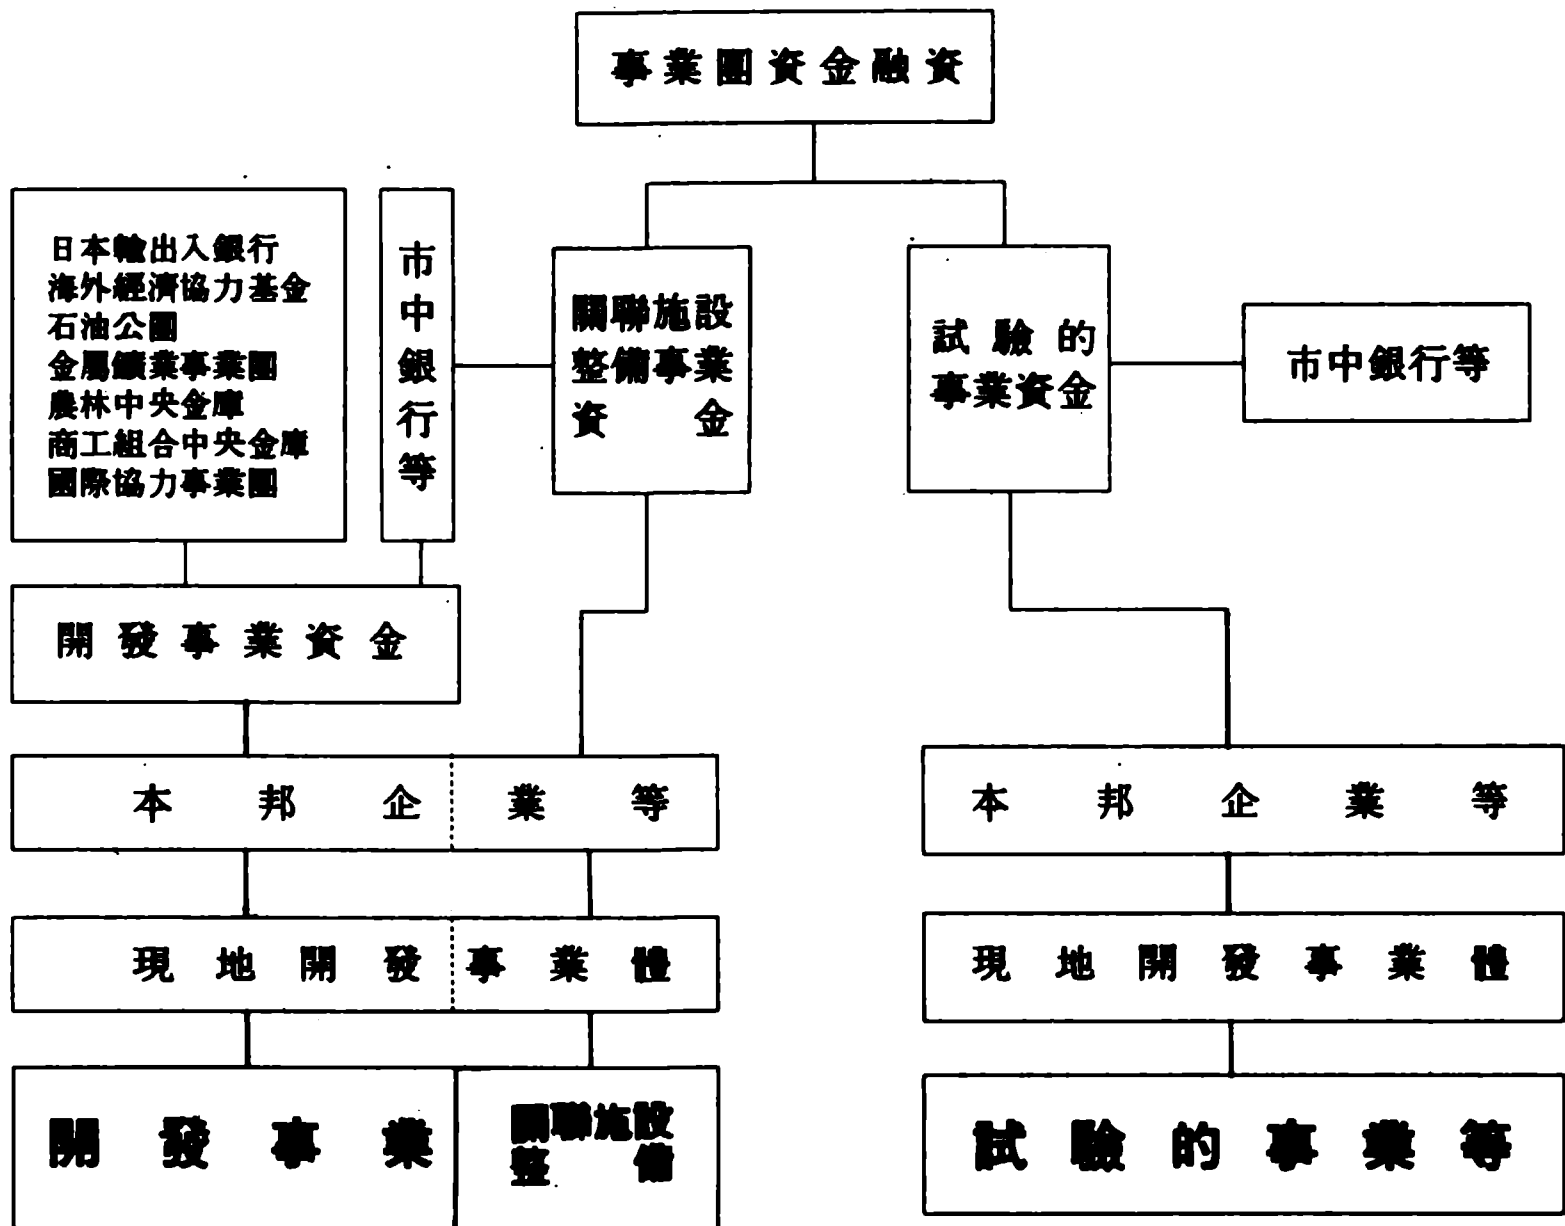 事業團資金融資
日本輸出入銀行
海外經濟協力基金
石油公團
金屬鑛業事業團
農林中央金庫
商工組合中央金庫
國際協力事業團
市中銀行等
關聯施設
整備事業
資金
試驗的
事業資金
市中銀行等
開發事業資金
本邦企業等
本邦企業等
現地開發事業體
現地開發事業體
開發事業
關聯施設
整備
試驗的事業等